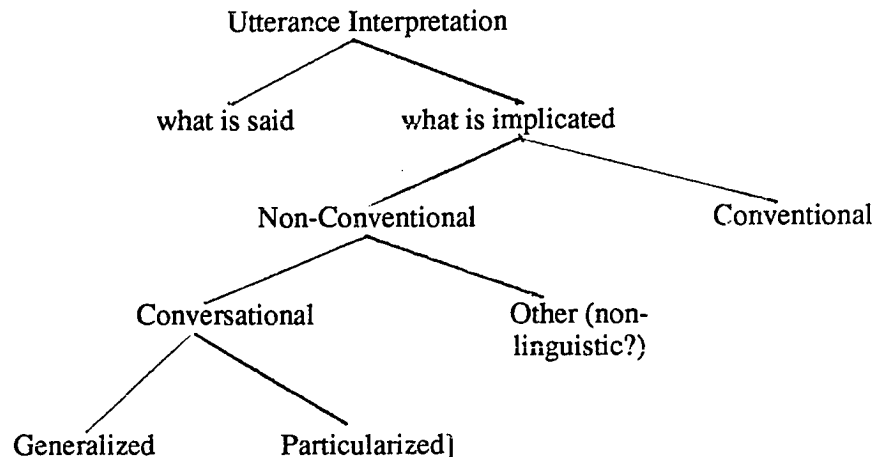 Utterance Interpretation
what is said what is implicated
Non-Conventional Conventional
Conversational Other (non-
linguistic?)
Generalized Particularized]